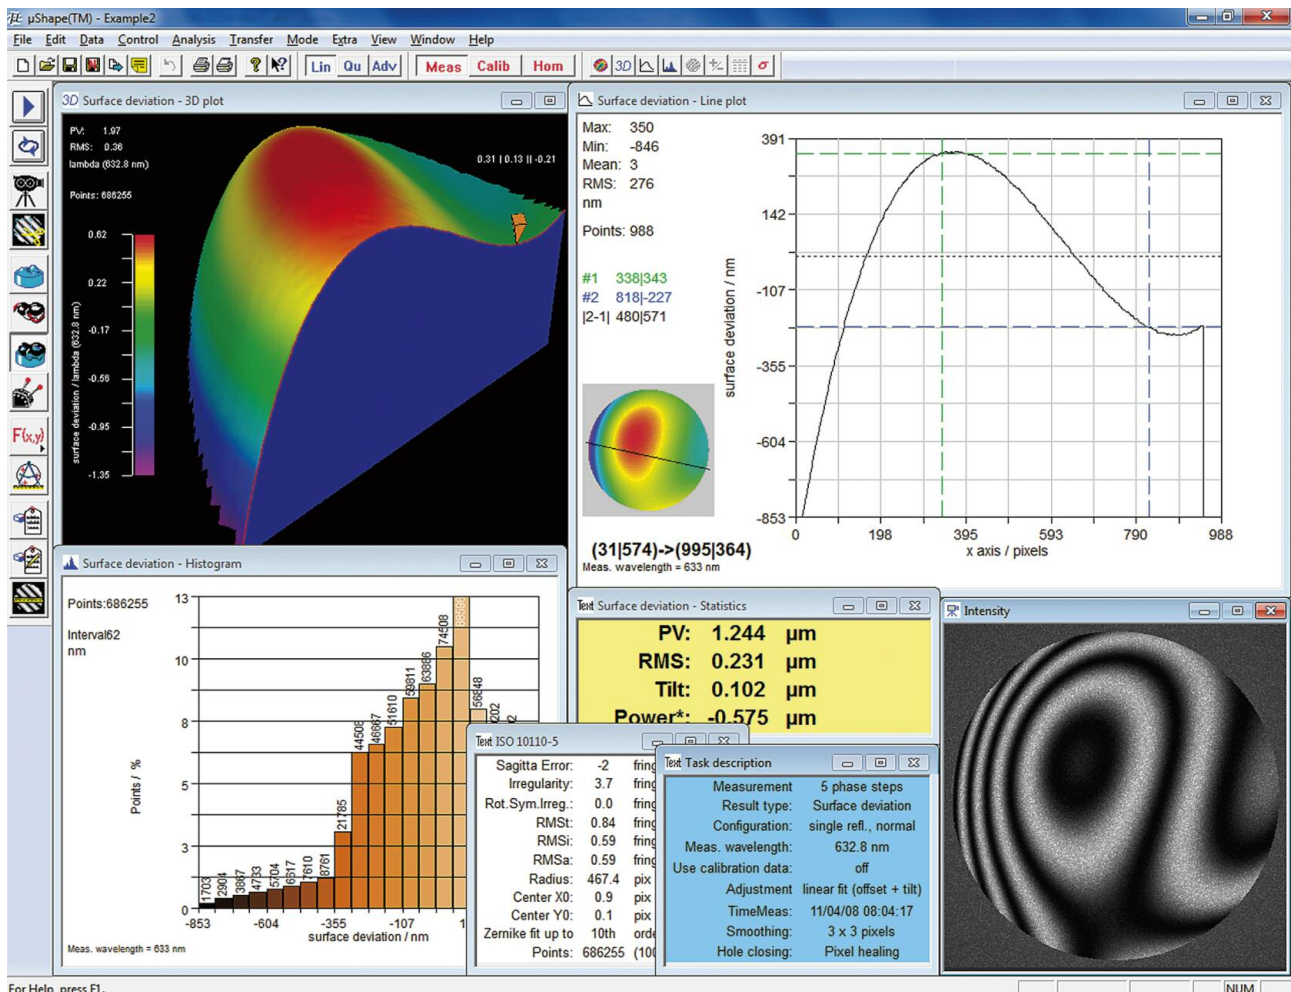 µShape(TM) - Example2
File Edit Data Control Analysis Transfer Mode Extra View Window Help
Lin Qu Adv Meas Calib Hom 3D σ
3D Surface deviation - 3D plot
PV: 1.97
RMS: 0.36
lambda (632.8 nm)
Points: 686255
0.31 | 0.13 || -0.21
0.62
0.22
-0.17
-0.56
-0.95
-1.35
surface deviation / lambda (632.8 nm)
F(x,y)
Surface deviation - Line plot
Max: 350
Min: -846
Mean: 3
RMS: 276
nm
Points: 988
#1 338|343
#2 818|-227
|2-1| 480|571
391
142
-107
-355
-604
-853
surface deviation / nm
0 198 395 593 790 988
x axis / pixels
(31|574)->(995|364)
Meas. wavelength = 633 nm
Surface deviation - Histogram
Points:686255
Interval62
nm
13
10
8
5
3
0
Points / %
1703 2904 3867 4733 5704 6617 7610 8761 21785 44508 46667 51610 59811 63886 74508 88598 56848
-853 -604 -355 -107
surface deviation / nm
Meas. wavelength = 633 nm
Text Surface deviation - Statistics
PV: 1.244 µm
RMS: 0.231 µm
Tilt: 0.102 µm
Power*: -0.575 µm
Text ISO 10110-5
Sagitta Error: -2 fring
Irregularity: 3.7 fring
Rot.Sym.Irreg.: 0.0 fring
RMSt: 0.84 fring
RMSi: 0.59 fring
RMSa: 0.59 fring
Radius: 467.4 pix
Center X0: 0.9 pix
Center Y0: 0.1 pix
Zernike fit up to 10th orde
Points: 686255 (100
Text Task description
Measurement 5 phase steps
Result type: Surface deviation
Configuration: single refl., normal
Meas. wavelength: 632.8 nm
Use calibration data: off
Adjustment linear fit (offset + tilt)
TimeMeas: 11/04/08 08:04:17
Smoothing: 3 x 3 pixels
Hole closing: Pixel healing
Intensity
For Help, press F1.
NUM